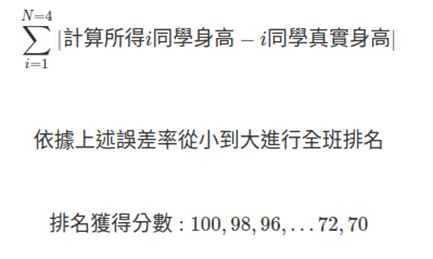 N=4
∑ |計算所得i同學身高 − i同學真實身高|
i=1
依據上述誤差率從小到大進行全班排名
排名獲得分數 : 100, 98, 96, . . . 72, 70